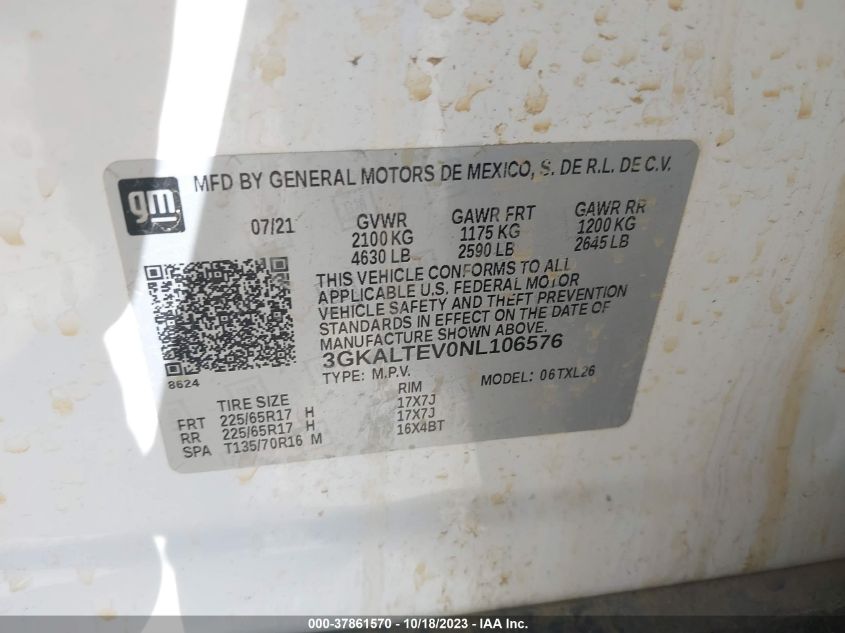 gm
MFD BY GENERAL MOTORS DE MEXICO, S. DE R.L. DE C.V.
07/21 GVWR GAWR FRT GAWR RR
2100 KG 1175 KG 1200 KG
4630 LB 2590 LB 2645 LB
THIS VEHICLE CONFORMS TO ALL
APPLICABLE U.S. FEDERAL MOTOR
VEHICLE SAFETY AND THEFT PREVENTION
STANDARDS IN EFFECT ON THE DATE OF
MANUFACTURE SHOWN ABOVE.
3GKALTEV0NL106576
8624
TYPE: M.P.V. MODEL: 06TXL26
TIRE SIZE RIM
FRT 225/65R17 H 17X7J
RR 225/65R17 H 17X7J
SPA T135/70R16 M 16X4BT
000-37861570 - 10/18/2023 - IAA Inc.